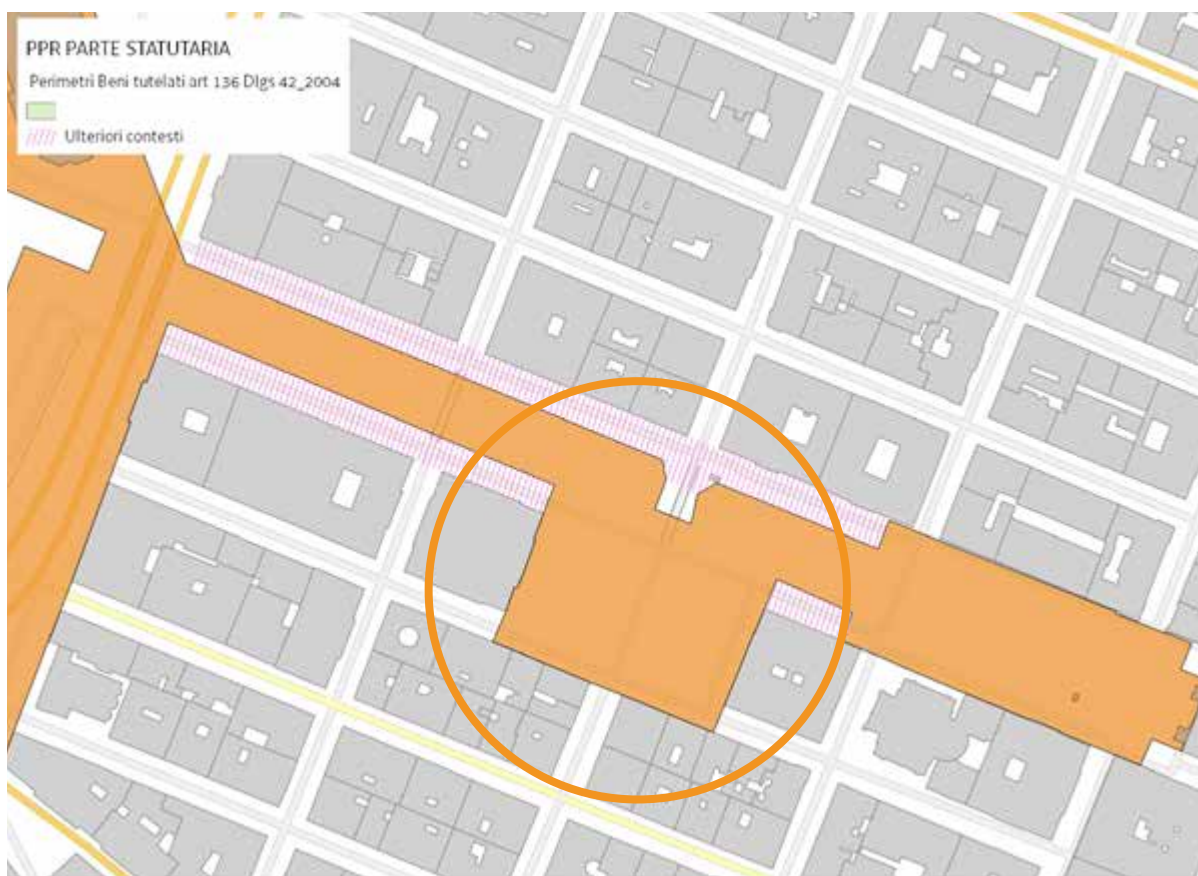 PPR PARTE STATUTARIA
Perimetri Beni tutelati art 136 Dlgs 42_2004
Ulteriori contesti